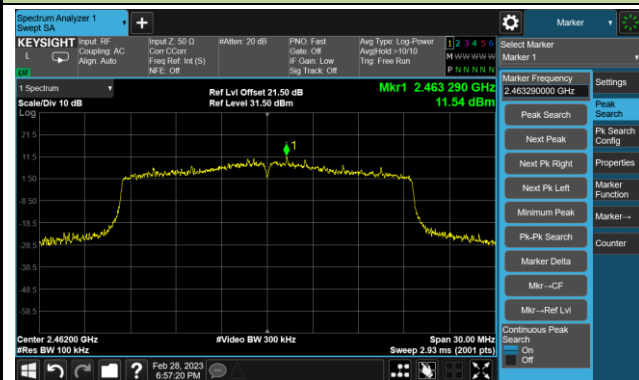 Spectrum Analyzer 1
Swept SA
+
Marker
KEYSIGHT
L
LXI
Input: RF
Coupling: AC
Align: Auto
Input Z: 50 Ω
Corr CCorr
Freq Ref: Int (S)
NFE: Off
#Atten: 20 dB
PNO: Fast
Gate: Off
IF Gain: Low
Sig Track: Off
Avg Type: Log-Power
Avg|Hold:>10/10
Trig: Free Run
1 2 3 4 5 6
M W W W W W
P N N N N N
Select Marker
Marker 1
Marker Frequency
2.463290000 GHz
Peak Search
Next Peak
Next Pk Right
Next Pk Left
Minimum Peak
Pk-Pk Search
Marker Delta
Mkr→CF
Mkr→Ref Lvl
Continuous Peak
Search
On
Off
Settings
Peak
Search
Pk Search
Config
Properties
Marker
Function
Marker→
Counter
1 Spectrum
Scale/Div 10 dB
Log
Ref Lvl Offset 21.50 dB
Ref Level 31.50 dBm
Mkr1 2.463 290 GHz
11.54 dBm
21.5
11.5
1.50
-8.50
-18.5
-28.5
-38.5
-48.5
-58.5
1
Center 2.46200 GHz
#Res BW 100 kHz
#Video BW 300 kHz
Span 30.00 MHz
Sweep 2.93 ms (2001 pts)
?
Feb 28, 2023
6:57:20 PM